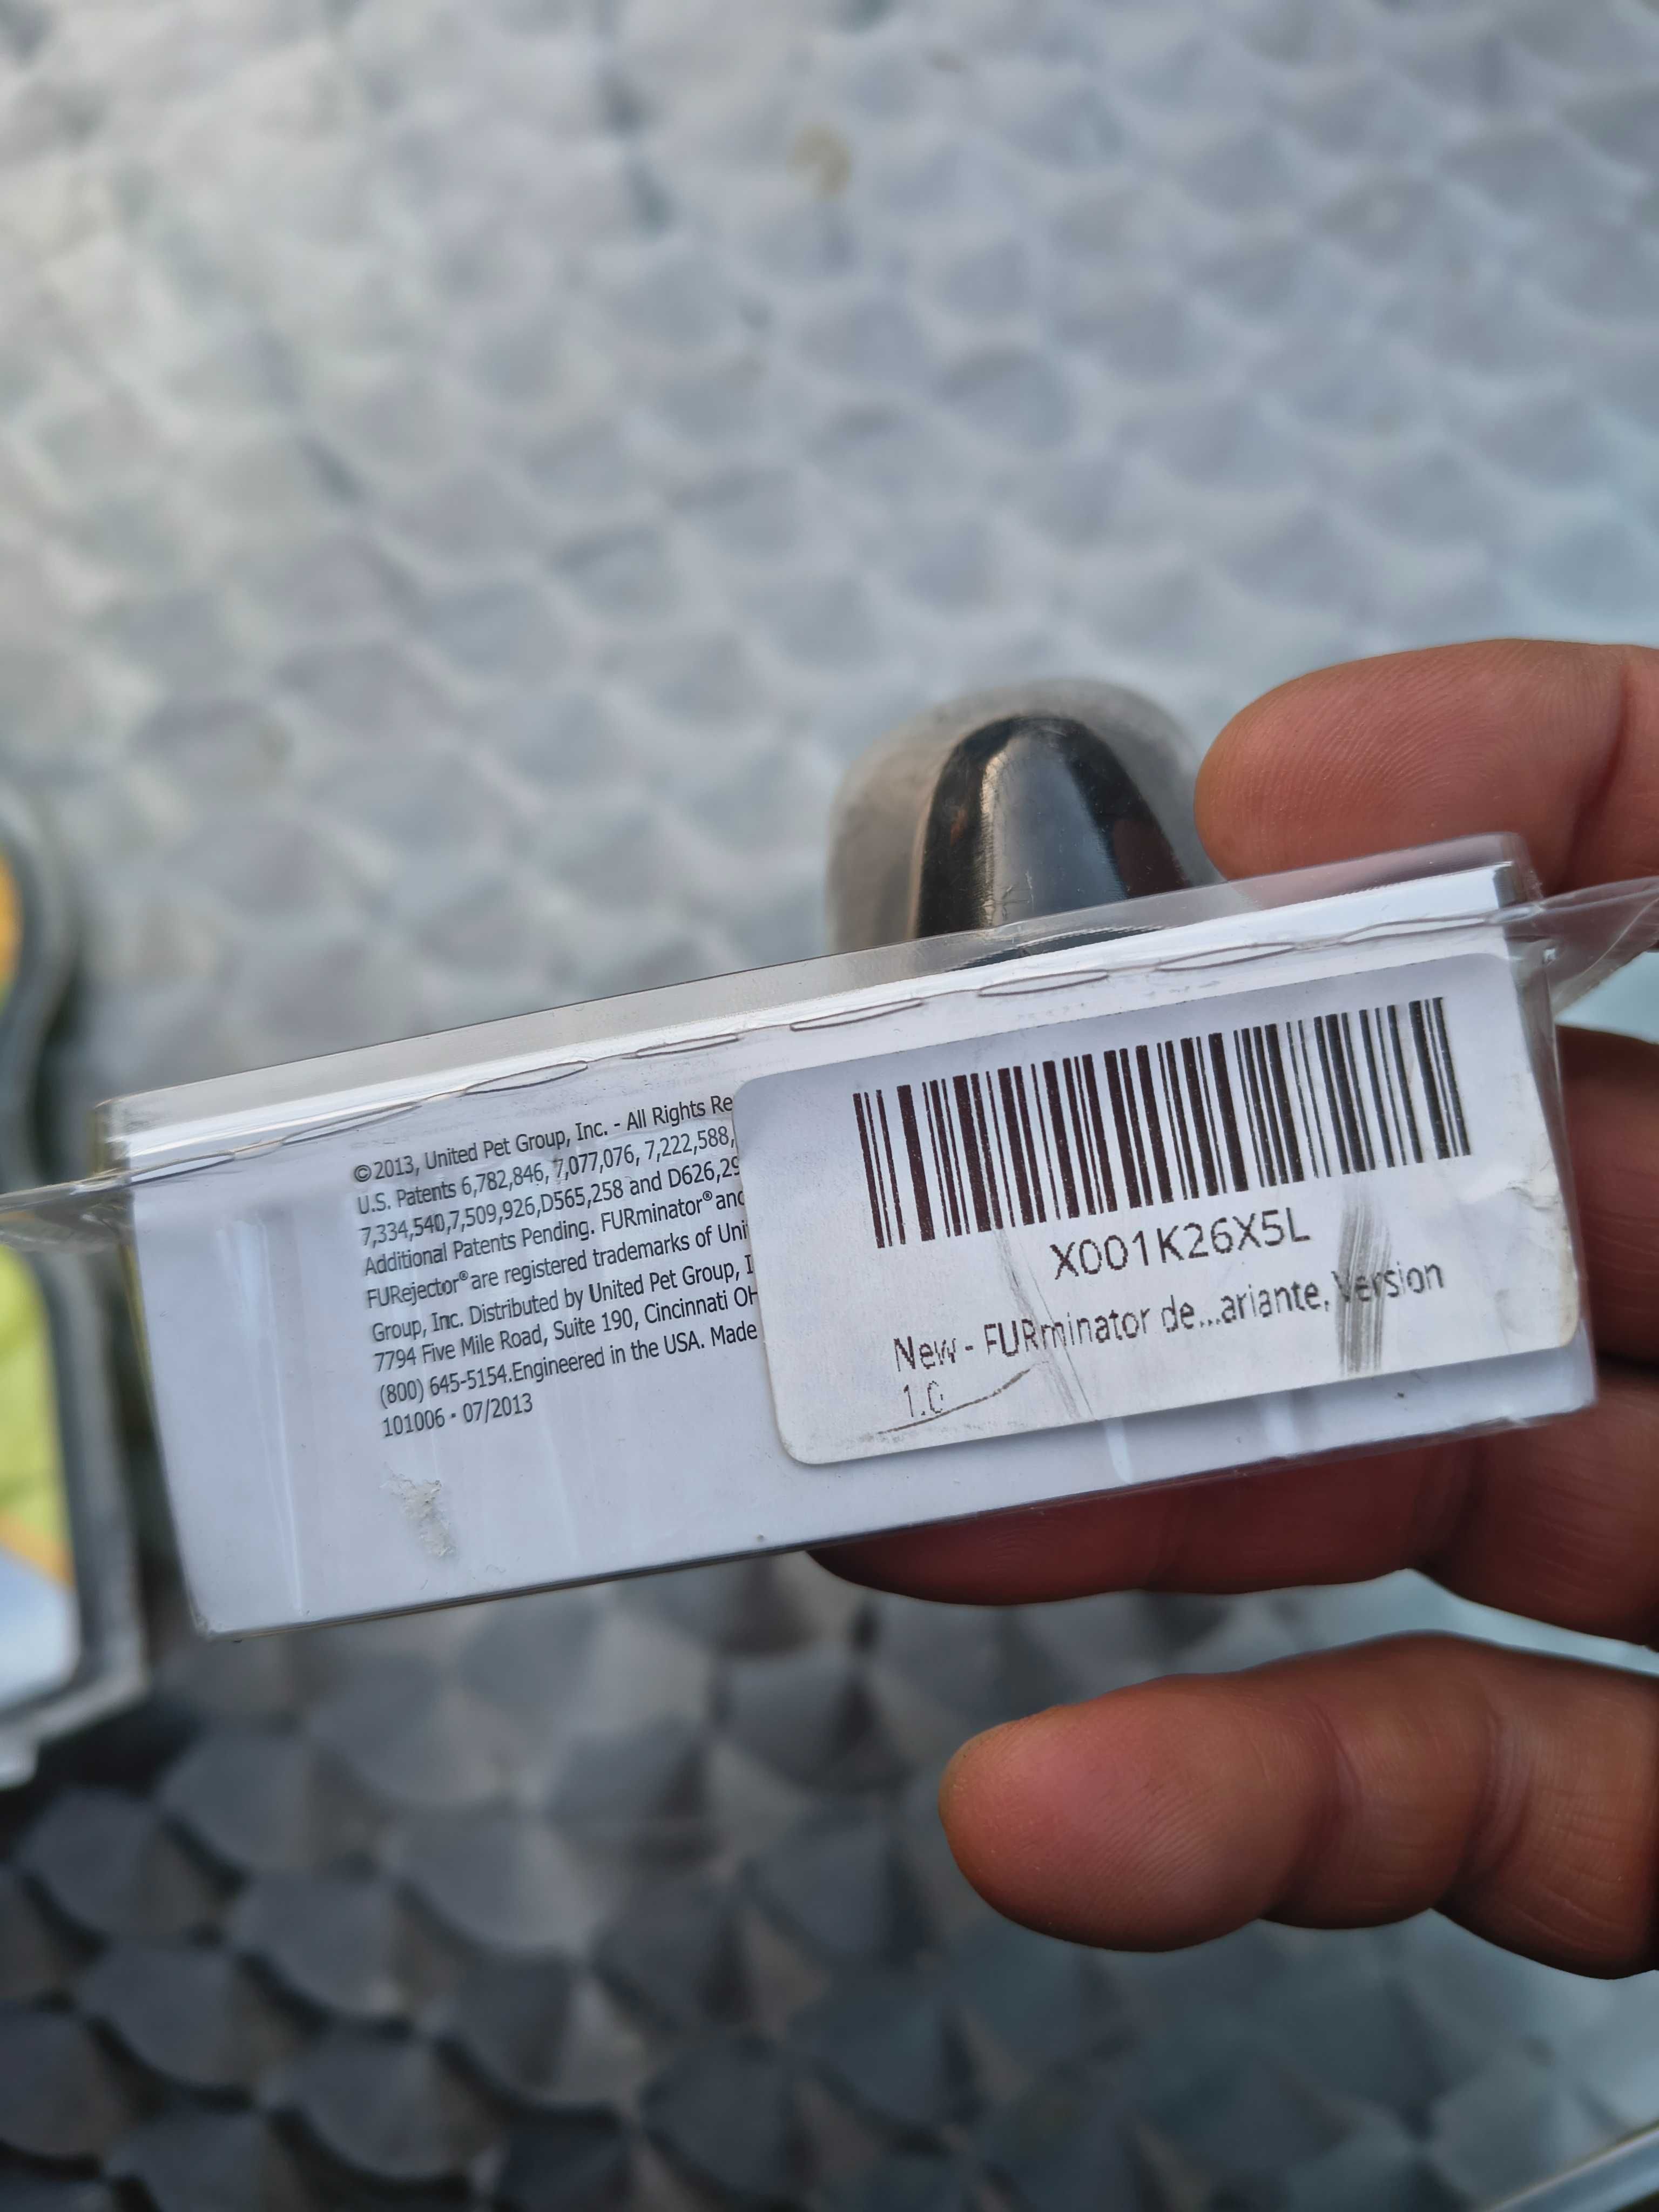 ©2013, United Pet Group, Inc. - All Rights Re
U.S. Patents 6,782,846, 7,077,076, 7,222,588,
7,334,540,7,509,926,D565,258 and D626,29
Additional Patents Pending. FURminator® and
FURejector® are registered trademarks of Uni
Group, Inc. Distributed by United Pet Group, I
7794 Five Mile Road, Suite 190, Cincinnati OH
(800) 645-5154.Engineered in the USA. Made
101006 - 07/2013
X001K26X5L
New - FURminator de...ariante, Version
1.0